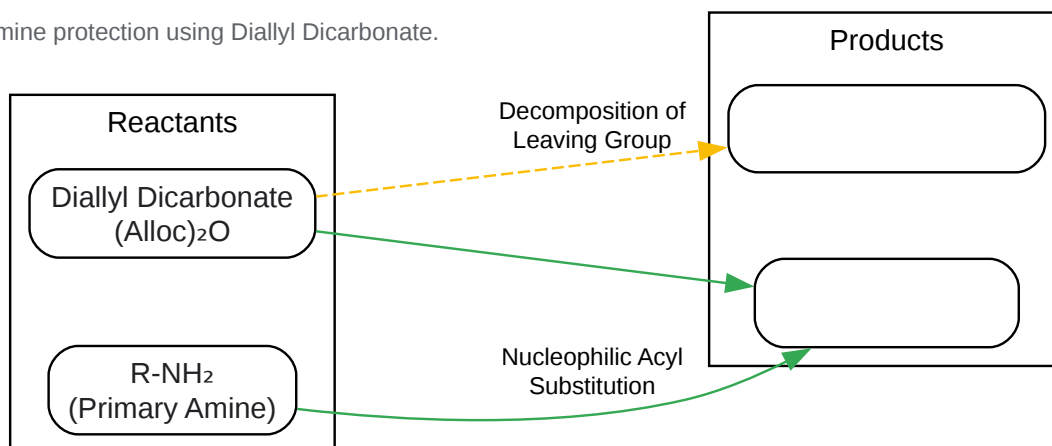 mine protection using Diallyl Dicarbonate.
Products
Decomposition of
Leaving Group
Reactants
Diallyl Dicarbonate
(Alloc)₂O
Nucleophilic Acyl
Substitution
R-NH₂
(Primary Amine)